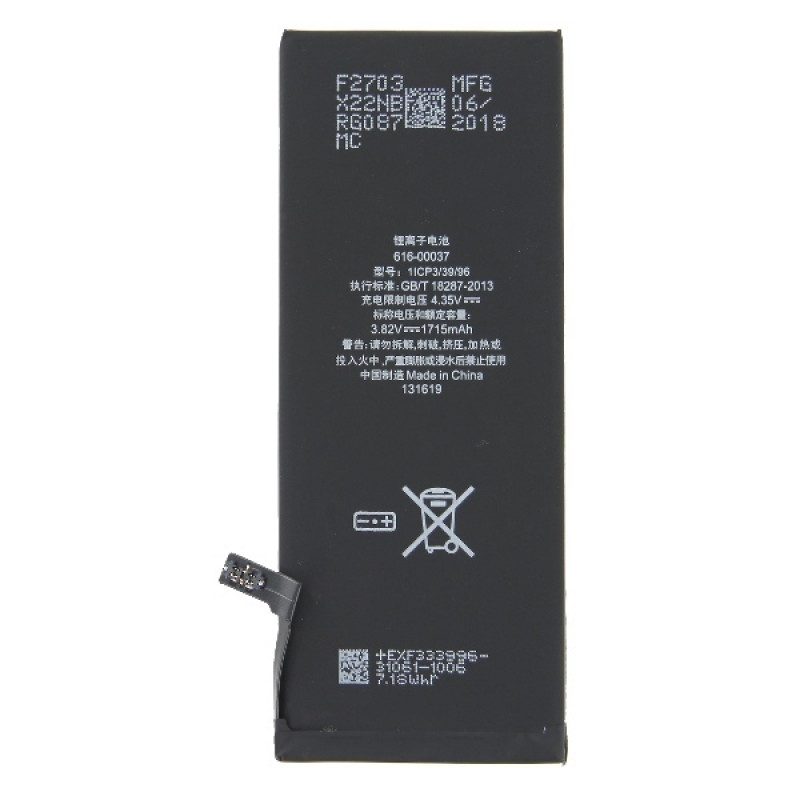 F2703
X22NB
RG087
MC
MFG
06/
2018
锂离子电池
616-00037
型号: 1ICP3/39/96
执行标准: GB/T 18287-2013
充电限制电压 4.35V⎓
标称电压和额定容量:
3.82V⎓1715mAh
警告:请勿拆解,刺破,挤压,加热或
投入火中,严重膨胀或浸水后禁止使用
中国制造 Made in China
131619
+EXF333996-
31061-1006
7.18Whr